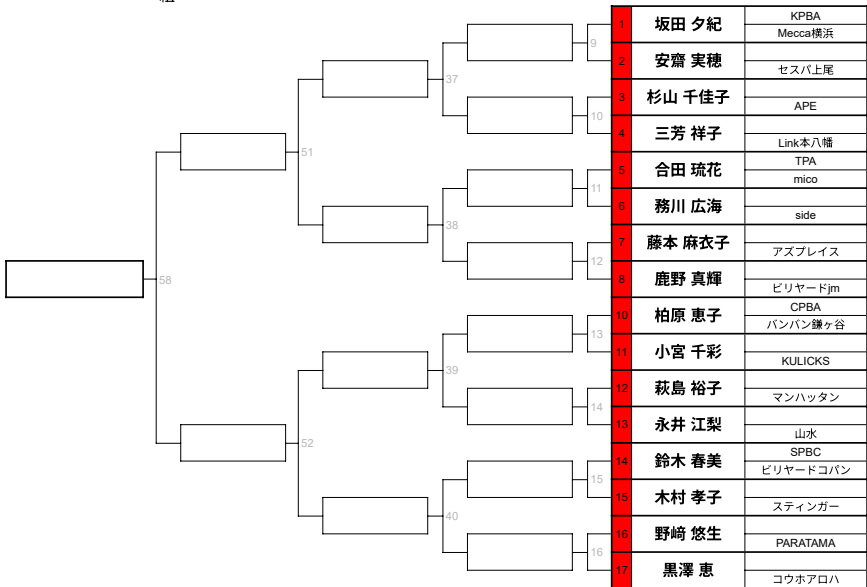 1 坂田 夕紀 KPBA
Mecca横浜
9
2 安齋 実穂
セスパ上尾
37
3 杉山 千佳子
APE
10
4 三芳 祥子
Link本八幡
51
5 合田 琉花 TPA
mico
11
6 務川 広海
side
38
7 藤本 麻衣子
アズプレイス
12
8 鹿野 真輝
ビリヤードjm
58
10 柏原 恵子 CPBA
バンバン鎌ヶ谷
13
11 小宮 千彩
KULICKS
39
12 萩島 裕子
マンハッタン
14
13 永井 江梨
山水
52
14 鈴木 春美 SPBC
ビリヤードコパン
15
15 木村 孝子
スティンガー
40
16 野﨑 悠生
PARATAMA
16
17 黒澤 恵
コウホアロハ